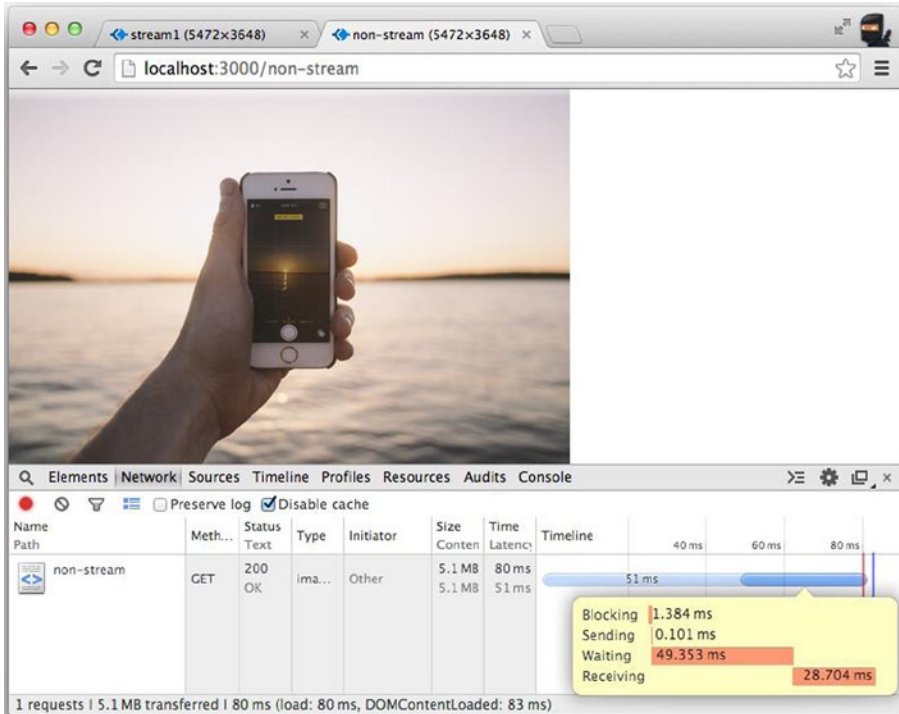 stream1 (5472×3648) ×
non-stream (5472×3648) ×
localhost:3000/non-stream
Elements Network Sources Timeline Profiles Resources Audits Console
Preserve log Disable cache
Name Path
Meth... Status Text Type Initiator Size Conten Time Latency Timeline 40 ms 60 ms 80 ms
non-stream GET 200 OK ima... Other 5.1 MB 5.1 MB 80 ms 51 ms 51 ms
Blocking 1.384 ms
Sending 0.101 ms
Waiting 49.353 ms
Receiving 28.704 ms
1 requests | 5.1 MB transferred | 80 ms (load: 80 ms, DOMContentLoaded: 83 ms)